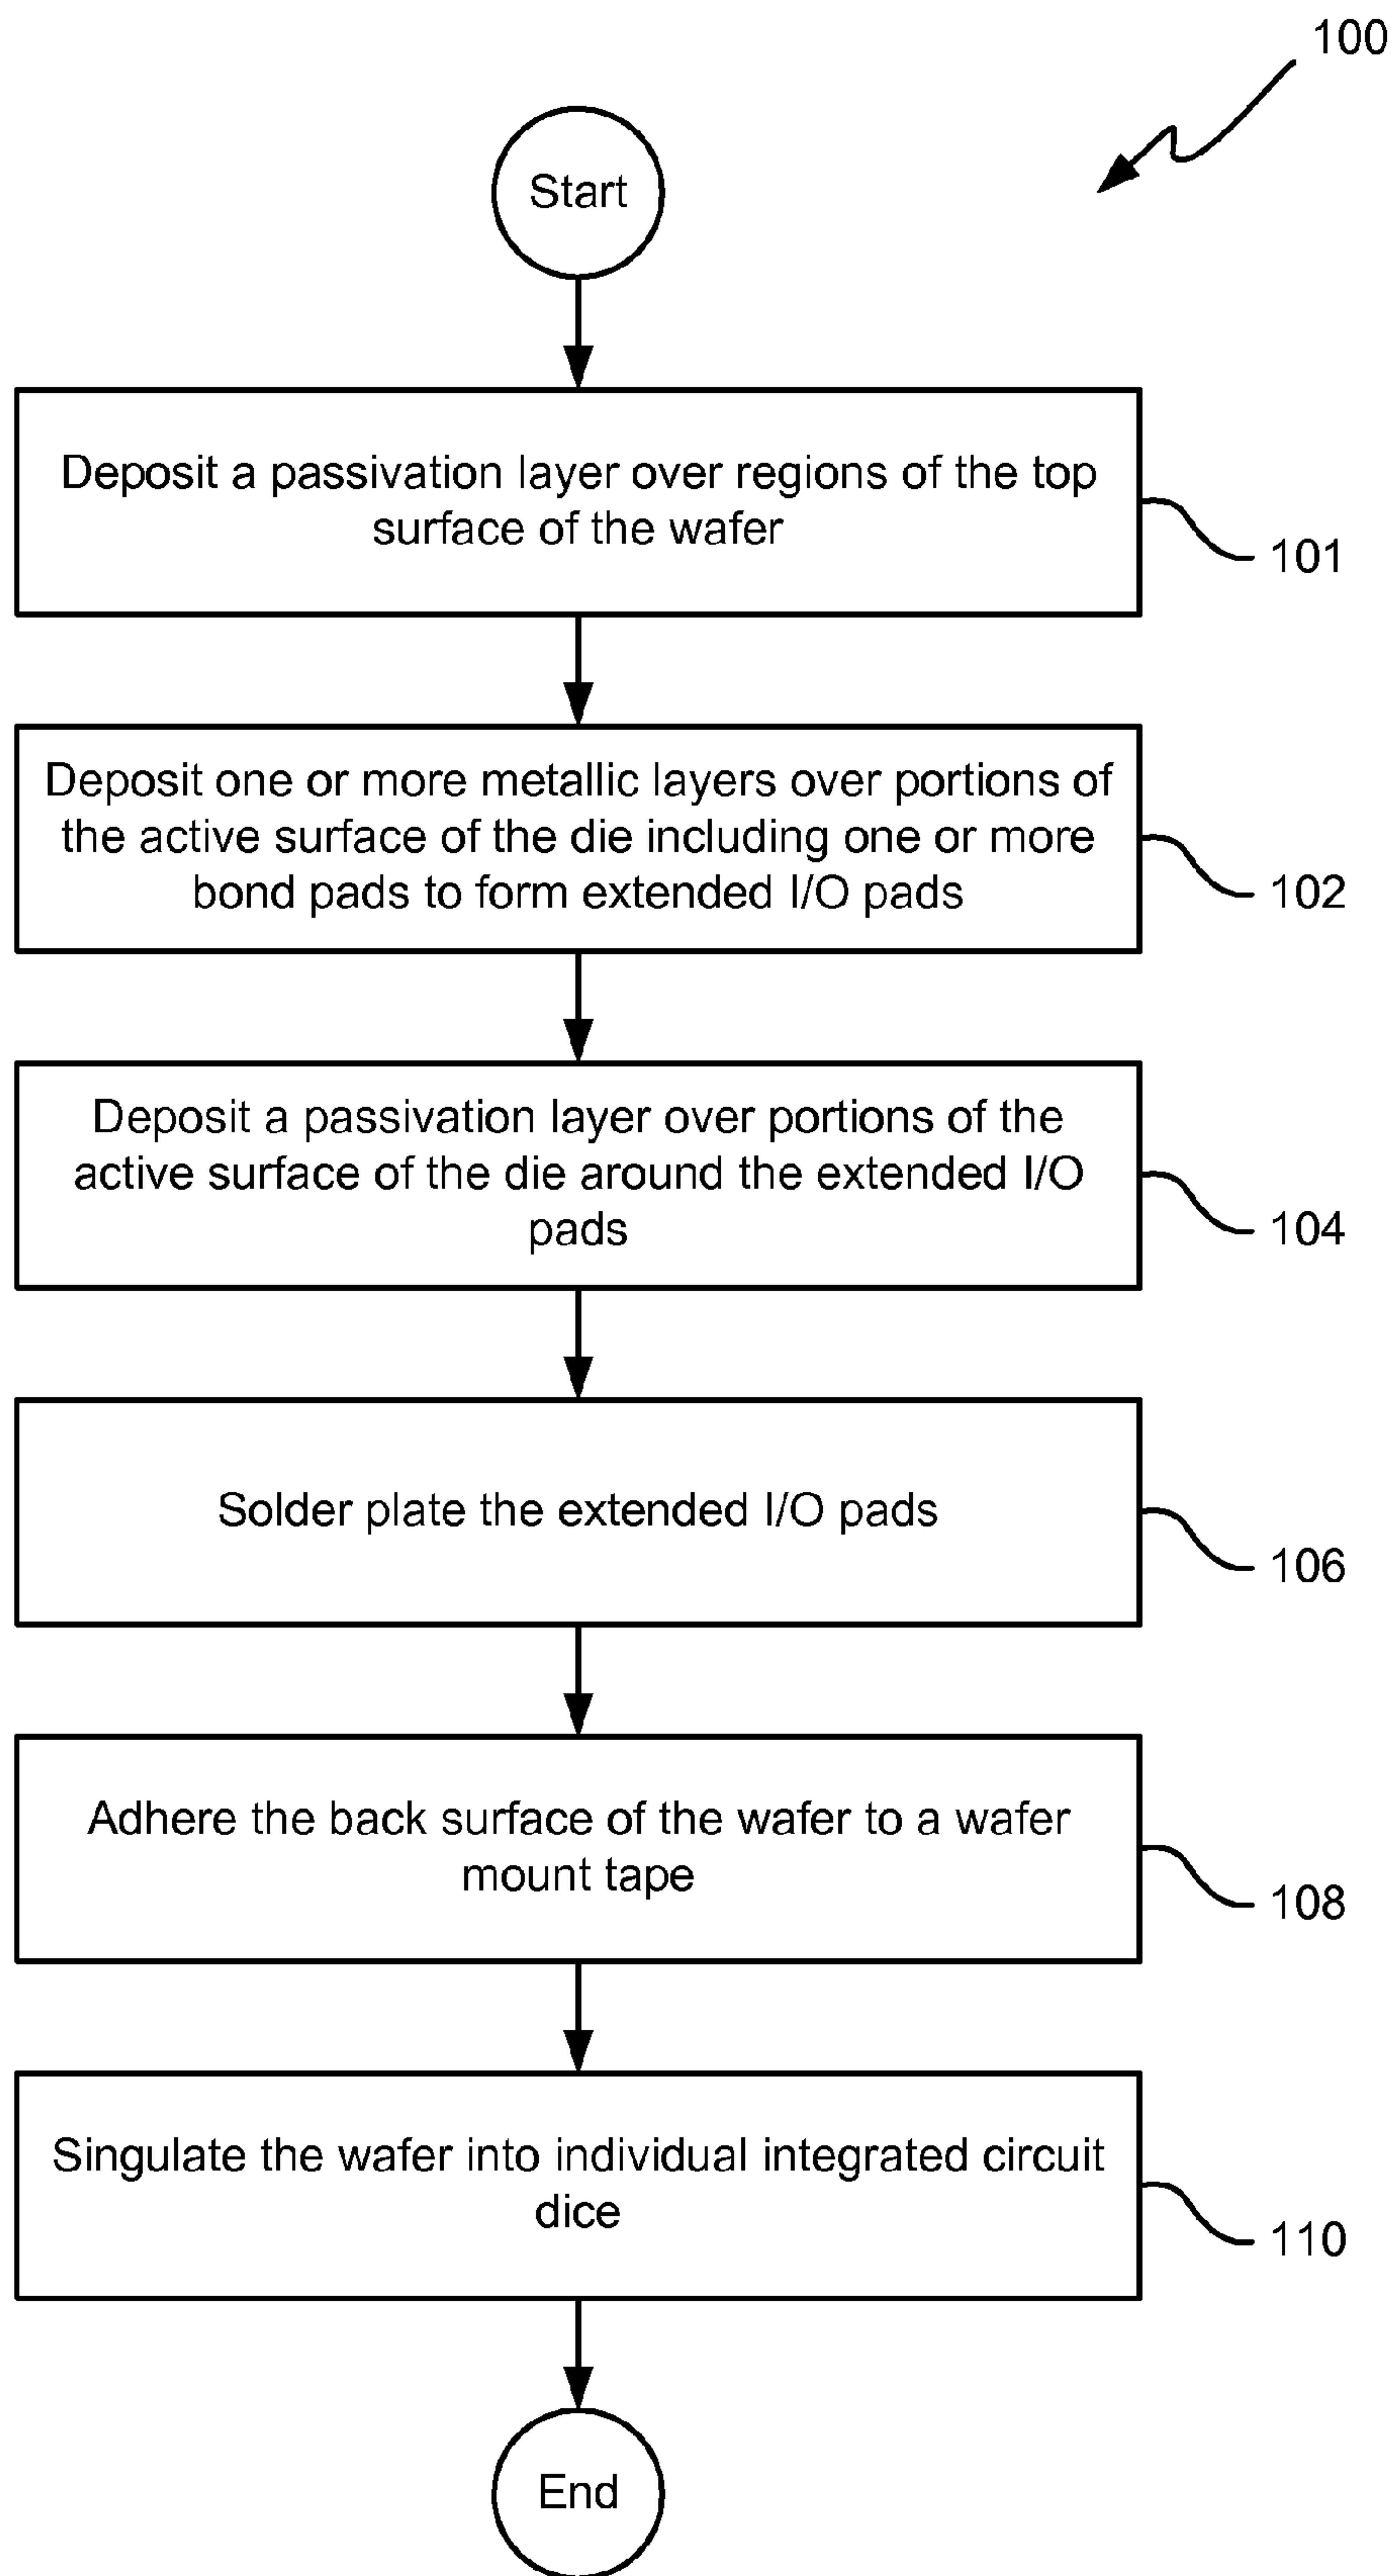 100
Start
Deposit a passivation layer over regions of the top
surface of the wafer
101
Deposit one or more metallic layers over portions of
the active surface of the die including one or more
bond pads to form extended I/O pads
102
Deposit a passivation layer over portions of the
active surface of the die around the extended I/O
pads
104
Solder plate the extended I/O pads
106
Adhere the back surface of the wafer to a wafer
mount tape
108
Singulate the wafer into individual integrated circuit
dice
110
End